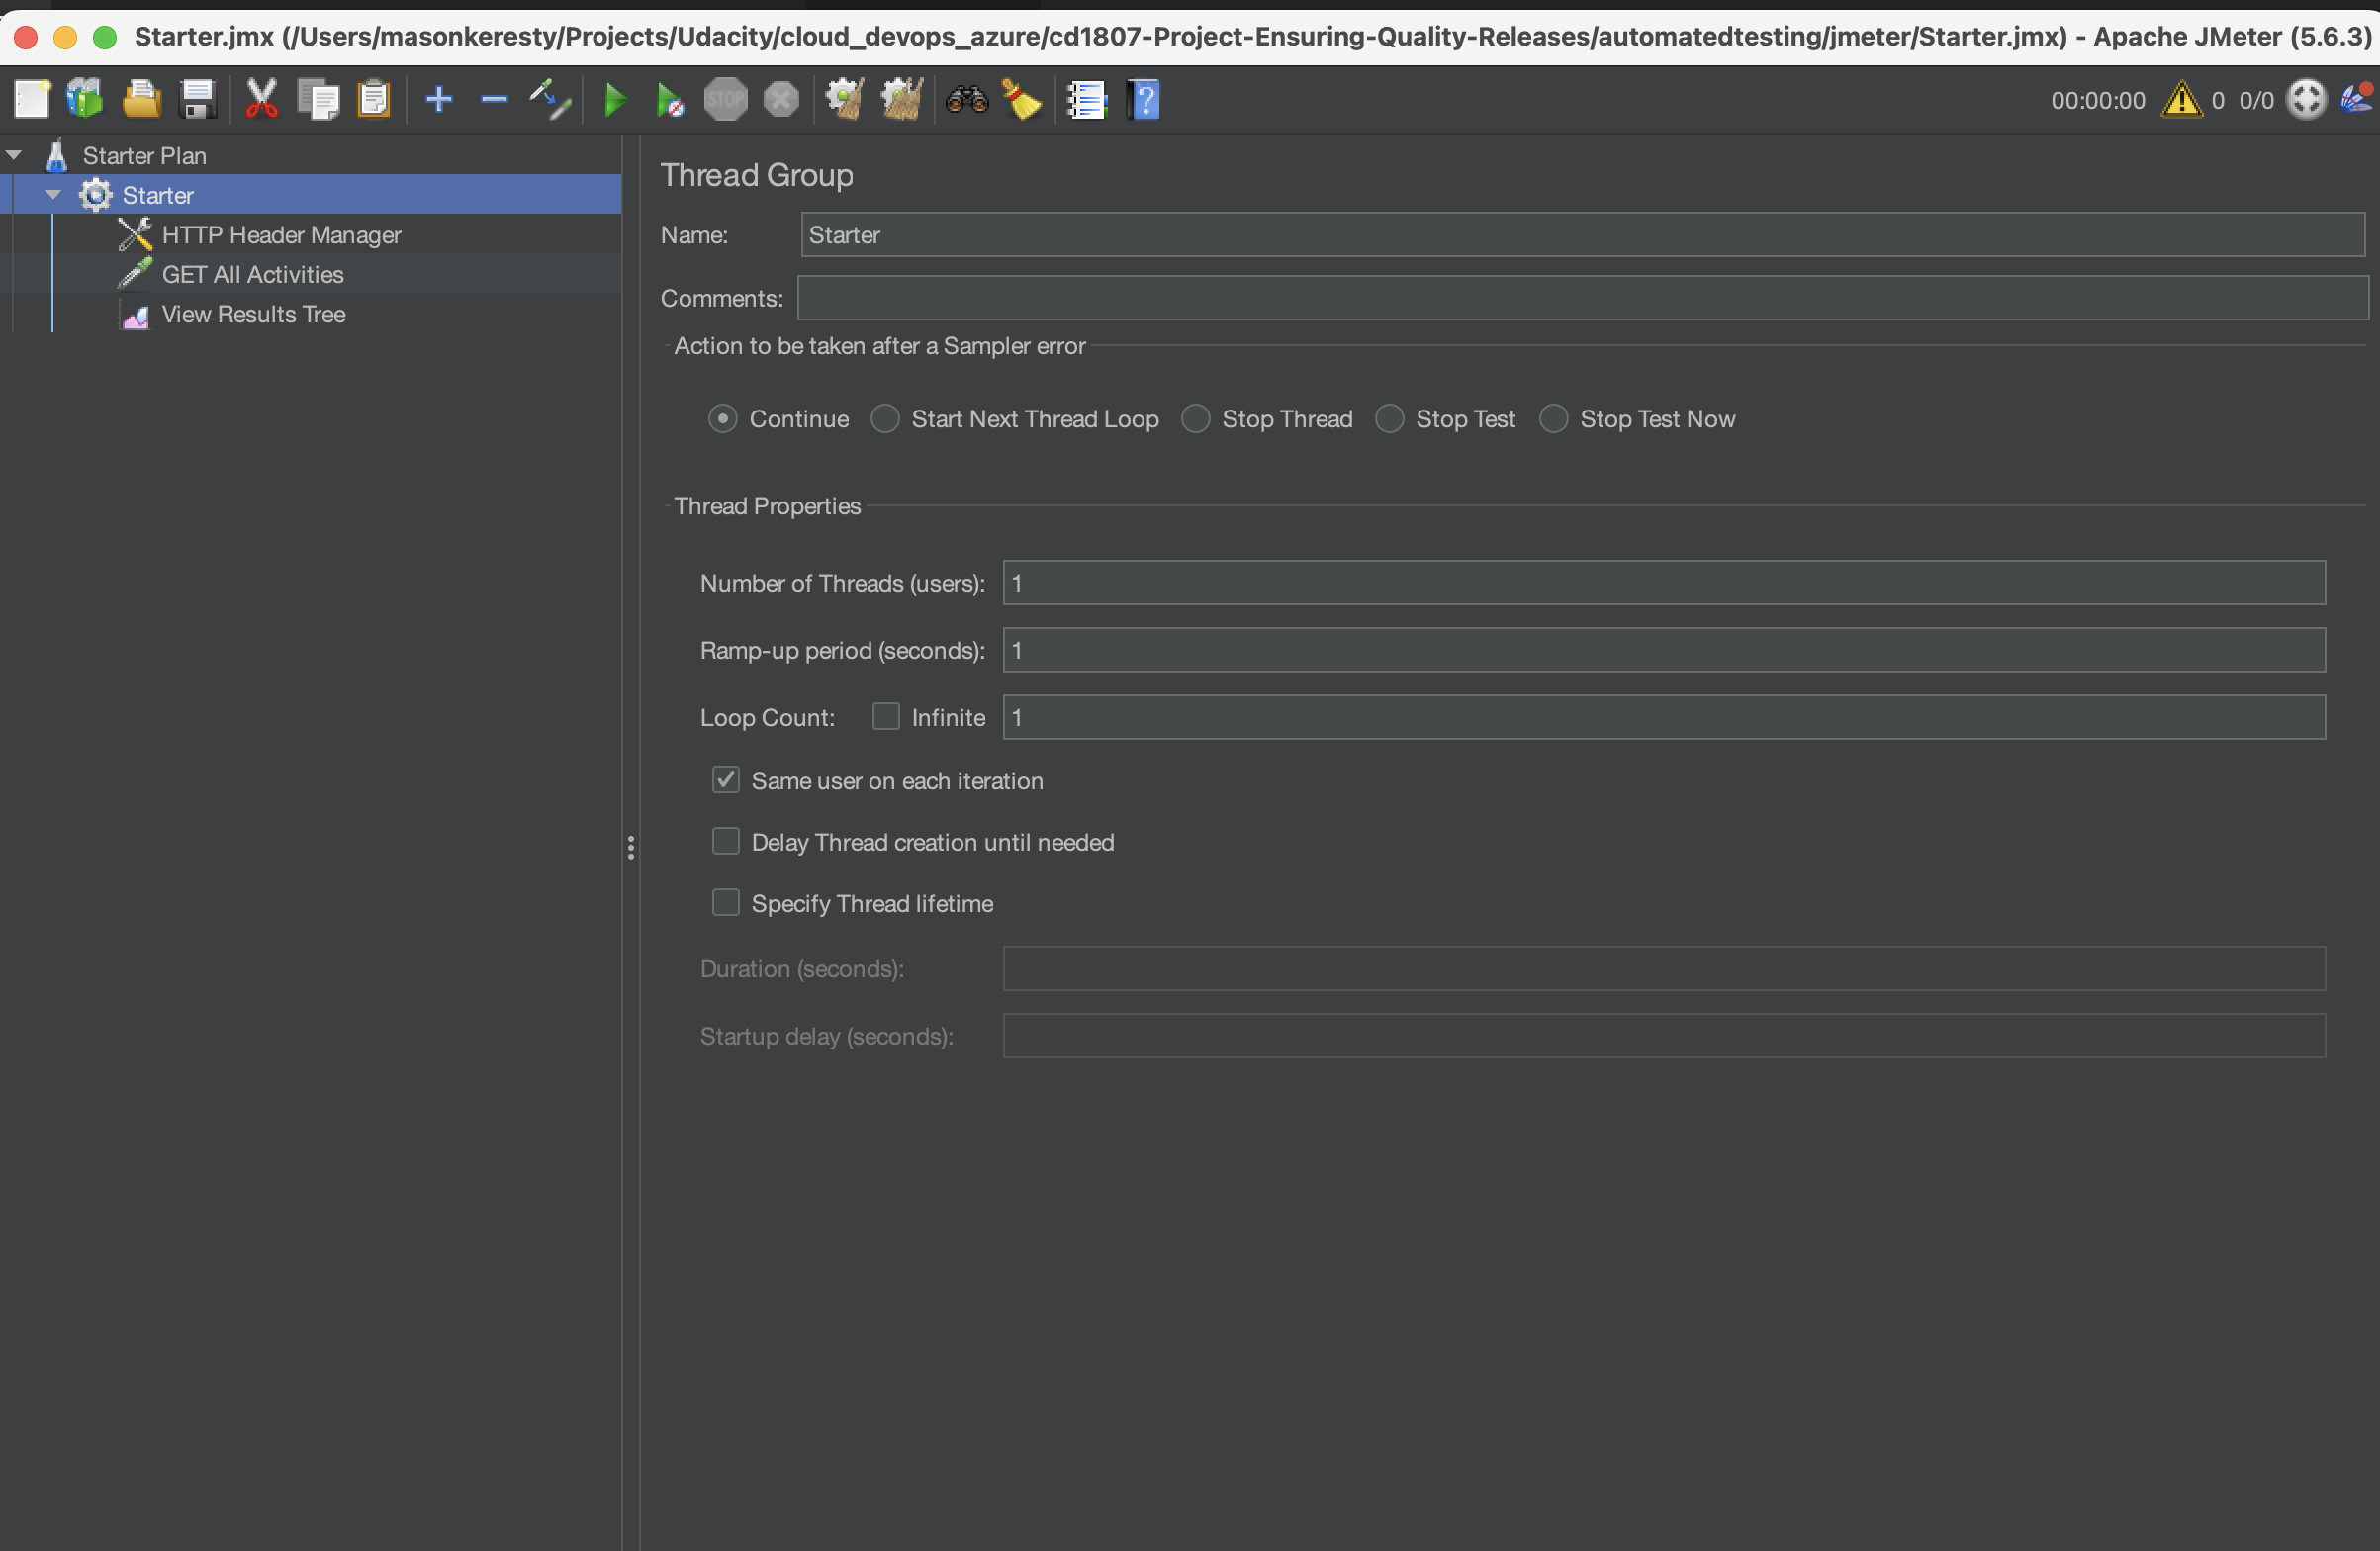 Starter.jmx (/Users/masonkeresty/Projects/Udacity/cloud_devops_azure/cd1807-Project-Ensuring-Quality-Releases/automatedtesting/jmeter/Starter.jmx) - Apache JMeter (5.6.3)
STOP
?
00:00:00
0
0/0
Starter Plan
Starter
HTTP Header Manager
GET All Activities
View Results Tree
Thread Group
Name: Starter
Comments:
Action to be taken after a Sampler error
Continue Start Next Thread Loop Stop Thread Stop Test Stop Test Now
Thread Properties
Number of Threads (users): 1
Ramp-up period (seconds): 1
Loop Count: Infinite 1
Same user on each iteration
Delay Thread creation until needed
Specify Thread lifetime
Duration (seconds):
Startup delay (seconds):